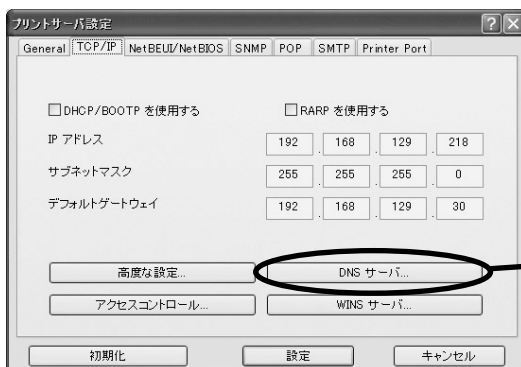 プリントサーバ設定
General TCP/IP NetBEUI/NetBIOS SNMP POP SMTP Printer Port
DHCP/BOOTP を使用する RARP を使用する
IP アドレス 192 . 168 . 129 . 218
サブネットマスク 255 . 255 . 255 . 0
デフォルトゲートウェイ 192 . 168 . 129 . 30
高度な設定... DNS サーバ...
アクセスコントロール... WINS サーバ...
初期化 設定 キャンセル